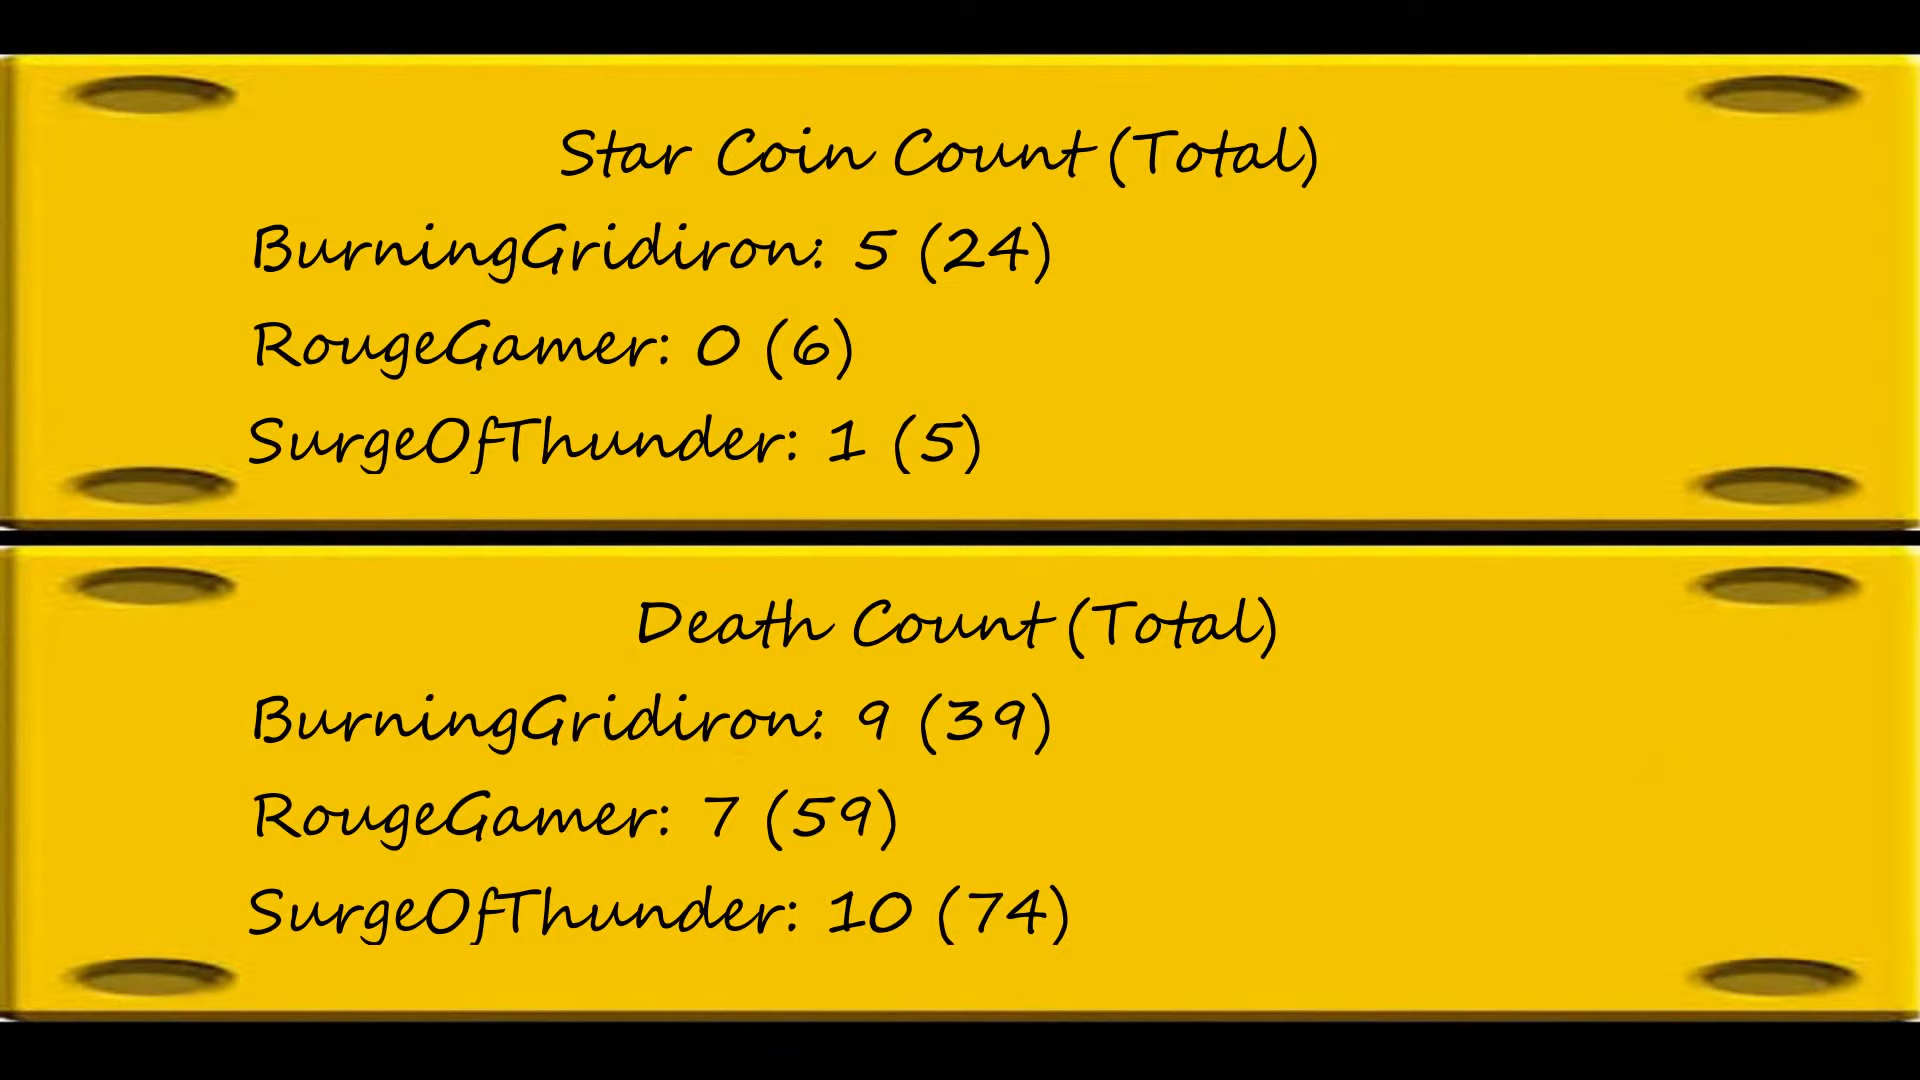 Star Coin Count (Total)
BurningGridiron: 5 (24)
RougeGamer: 0 (6)
SurgeOfThunder: 1 (5)
Death Count (Total)
BurningGridiron: 9 (39)
RougeGamer: 7 (59)
SurgeOfThunder: 10 (74)